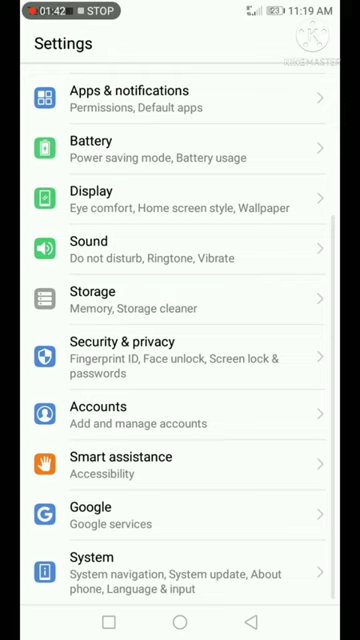 01:42 STOP 23 11:19 AM
KINEMASTER
Settings
Apps & notifications
Permissions, Default apps
Battery
Power saving mode, Battery usage
Display
Eye comfort, Home screen style, Wallpaper
Sound
Do not disturb, Ringtone, Vibrate
Storage
Memory, Storage cleaner
Security & privacy
Fingerprint ID, Face unlock, Screen lock &
passwords
Accounts
Add and manage accounts
Smart assistance
Accessibility
Google
Google services
System
System navigation, System update, About
phone, Language & input